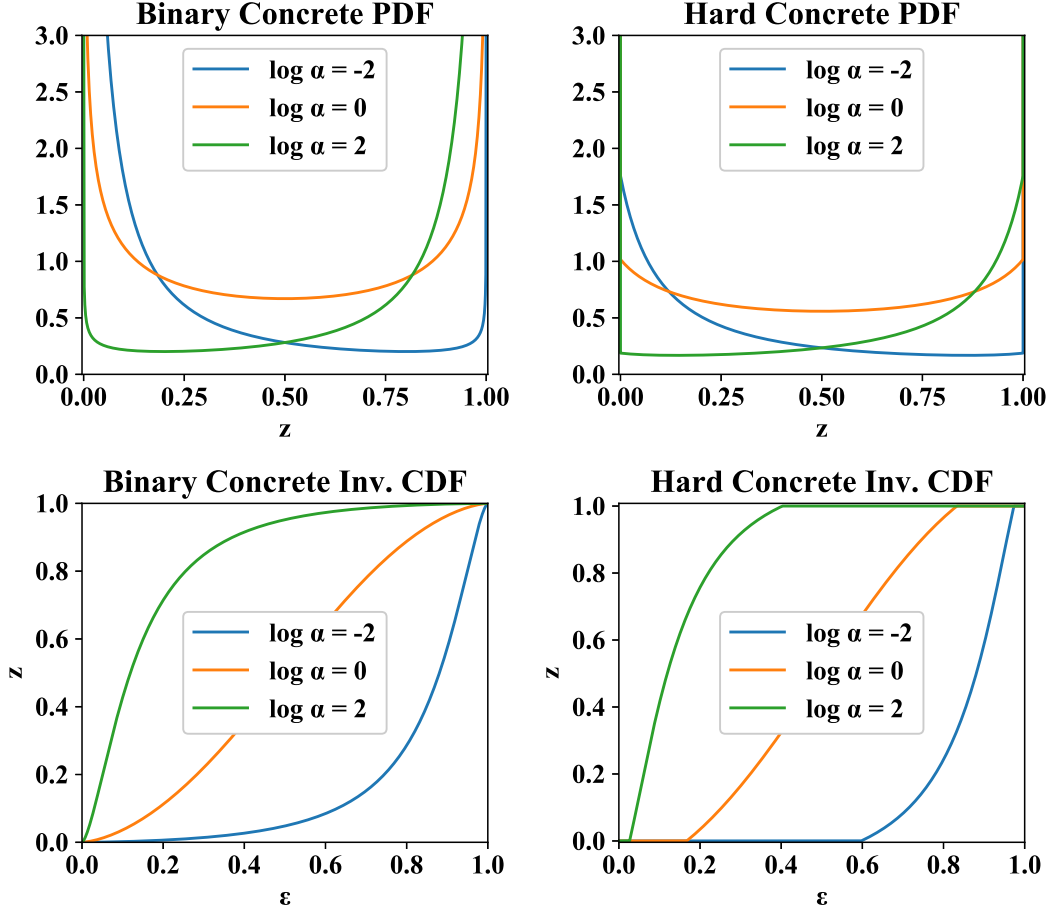 Binary Concrete PDF
3.0
2.5
2.0
1.5
1.0
0.5
0.0
log α = -2
log α = 0
log α = 2
0.00 0.25 0.50 0.75 1.00
z
Hard Concrete PDF
3.0
2.5
2.0
1.5
1.0
0.5
0.0
log α = -2
log α = 0
log α = 2
0.00 0.25 0.50 0.75 1.00
z
Binary Concrete Inv. CDF
1.0
0.8
0.6
0.4
0.2
0.0
z
log α = -2
log α = 0
log α = 2
0.0 0.2 0.4 0.6 0.8 1.0
ε
Hard Concrete Inv. CDF
1.0
0.8
0.6
0.4
0.2
0.0
z
log α = -2
log α = 0
log α = 2
0.0 0.2 0.4 0.6 0.8 1.0
ε